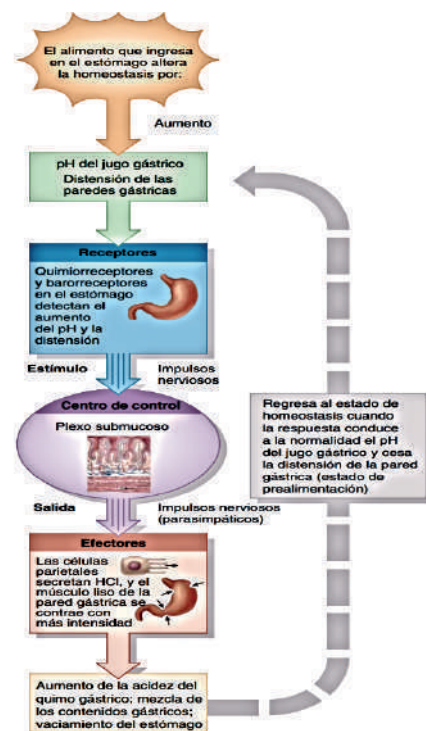 El alimento que ingresa
en el estómago altera
la homeostasis por:
Aumento
pH del jugo gástrico
Distensión de las
paredes gástricas
Receptores
Quimiorreceptores
y barorreceptores
en el estómago
detectan el
aumento
del pH y la
distensión
Estímulo
Impulsos
nerviosos
Centro de control
Plexo submucoso
Salida
Impulsos nerviosos
(parasimpáticos)
Efectores
Las células
parietales
secretan HCl, y el
músculo liso de la
pared gástrica se
contrae con
más intensidad
Aumento de la acidez del
quimo gástrico; mezcla de
los contenidos gástricos;
vaciamiento del estómago
Regresa al estado de
homeostasis cuando
la respuesta conduce
a la normalidad el pH
del jugo gástrico y cesa
la distensión de la pared
gástrica (estado de
prealimentación)